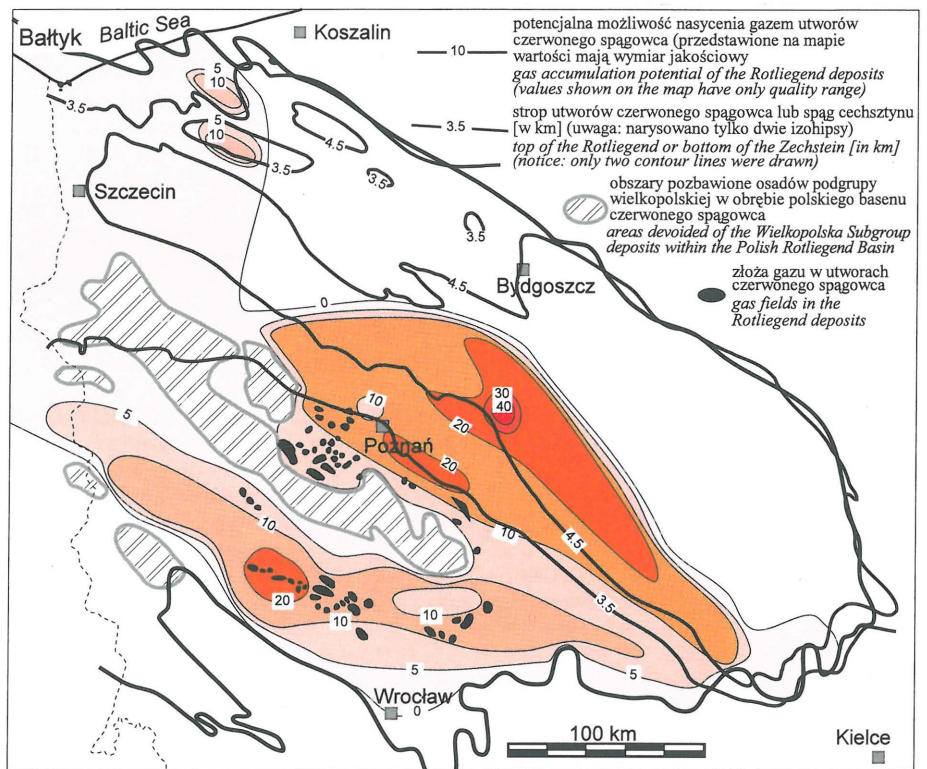 Bałtyk Baltic Sea
Koszalin
10
potencjalna możliwość nasycenia gazem utworów
czerwonego spągowca (przedstawione na mapie
wartości mają wymiar jakościowy
gas accumulation potential of the Rotliegend deposits
(values shown on the map have only quality range)
3.5
strop utworów czerwonego spągowca lub spąg cechsztynu
[w km] (uwaga: narysowano tylko dwie izohipsy)
top of the Rotliegend or bottom of the Zechstein [in km]
(notice: only two contour lines were drawn)
obszary pozbawione osadów podgrupy
wielkopolskiej w obrębie polskiego basenu
czerwonego spągowca
areas devoided of the Wielkopolska Subgroup
deposits within the Polish Rotliegend Basin
złoża gazu w utworach
czerwonego spągowca
gas fields in the
Rotliegend deposits
5
10
3.5
5
10
3.5
4.5
3.5
Szczecin
3.5
4.5
Bydgoszcz
0
5
10
30
40
20
Poznań
20
10
10
4.5
3.5
20
10
10
5
5
Wrocław
0
100 km
Kielce